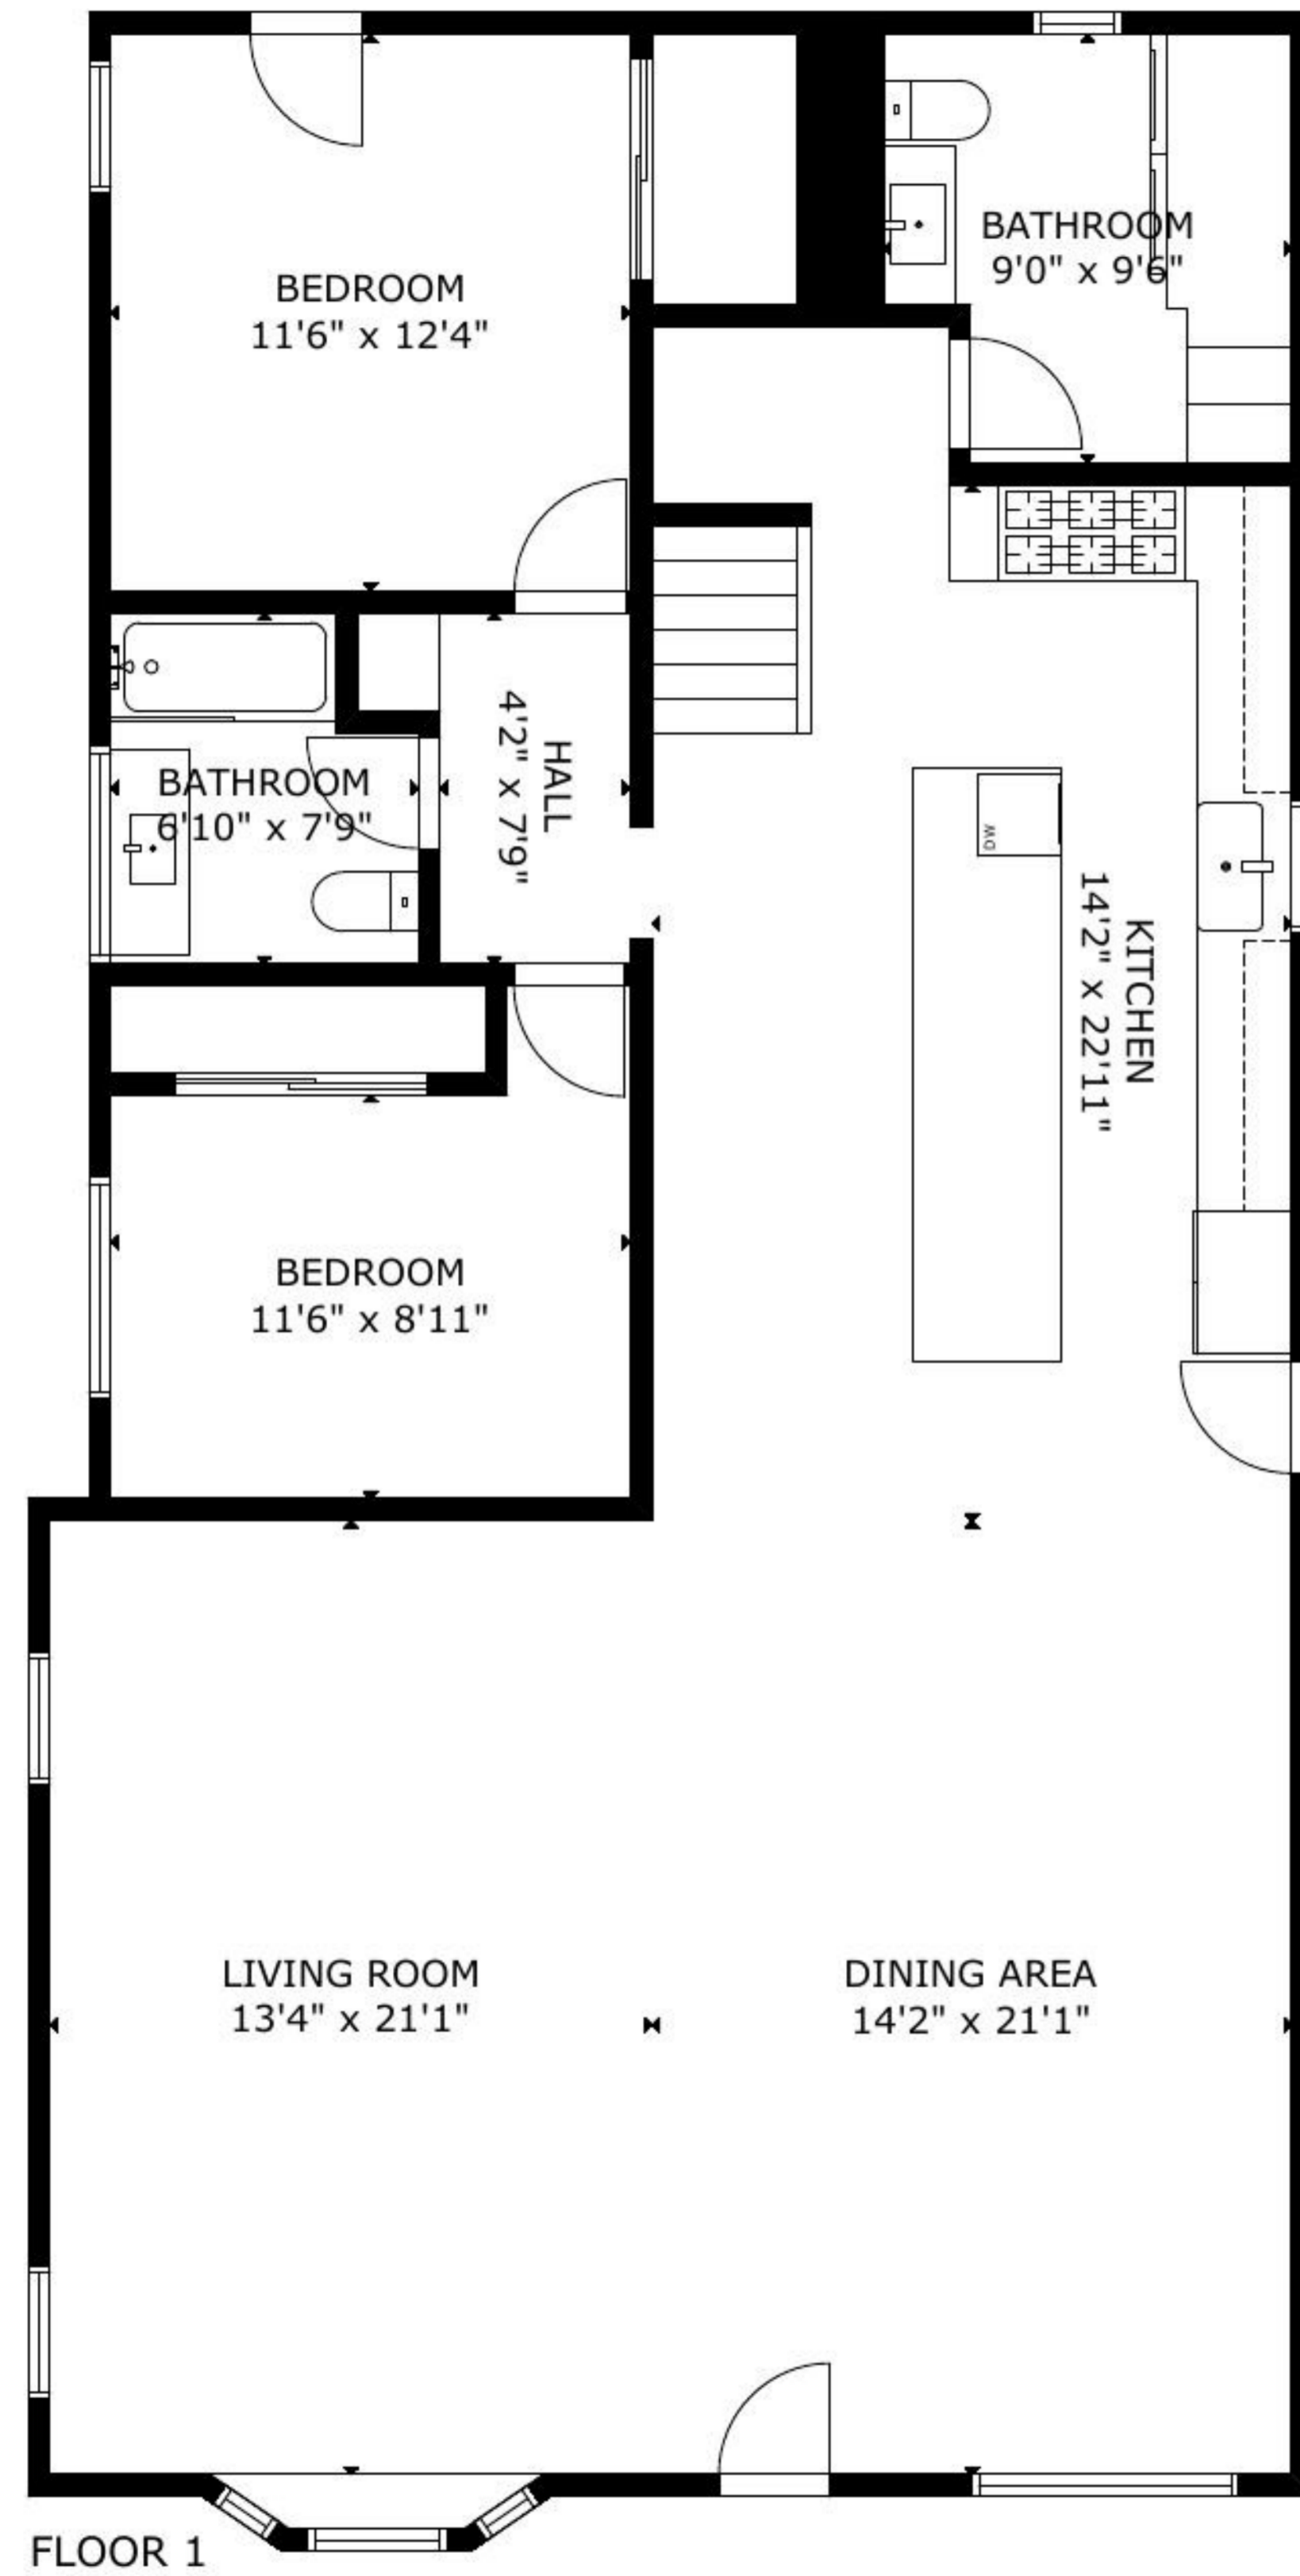 BATHROOM
9'0" x 9'6"
BEDROOM
11'6" x 12'4"
HALL
4'2" x 7'9"
BATHROOM
6'10" x 7'9"
DW
KITCHEN
14'2" x 22'11"
BEDROOM
11'6" x 8'11"
LIVING ROOM
13'4" x 21'1"
DINING AREA
14'2" x 21'1"
FLOOR 1